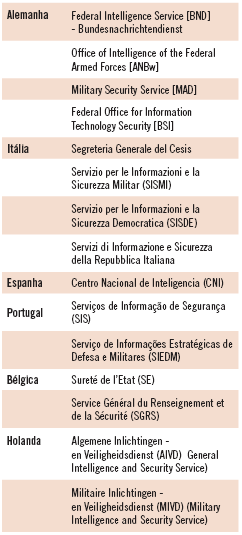 Alemanha Federal Intelligence Service [BND]
- Bundesnachrichtendienst
Office of Intelligence of the Federal
Armed Forces [ANBw]
Military Security Service [MAD]
Federal Office for Information
Technology Security [BSI]
Itália Segreteria Generale del Cesis
Servizio per le Informazioni e la
Sicurezza Militar (SISMI)
Servizio per le Informazioni e la
Sicurezza Democratica (SISDE)
Servizi di Informazione e Sicurezza
della Repubblica Italiana
Espanha Centro Nacional de Inteligencia (CNI)
Portugal Serviços de Informação de Segurança
(SIS)
Serviço de Informações Estratégicas de
Defesa e Militares (SIEDM)
Bélgica Sureté de l'Etat (SE)
Service Général du Renseignement et
de la Sécurité (SGRS)
Holanda Algemene Inlichtingen -
en Veiligheidsdienst (AIVD) General
Intelligence and Security Service)
Militaire Inlichtingen -
en Veiligheidsdienst (MIVD) (Military
Intelligence and Security Service)